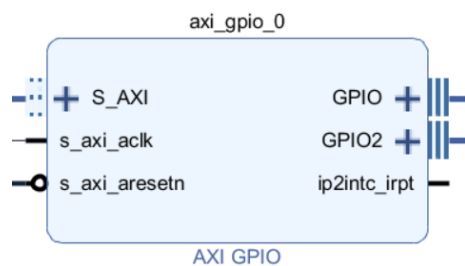 axi_gpio_0
S_AXI
GPIO
s_axi_aclk
GPIO2
s_axi_aresetn
ip2intc_irpt
AXI GPIO